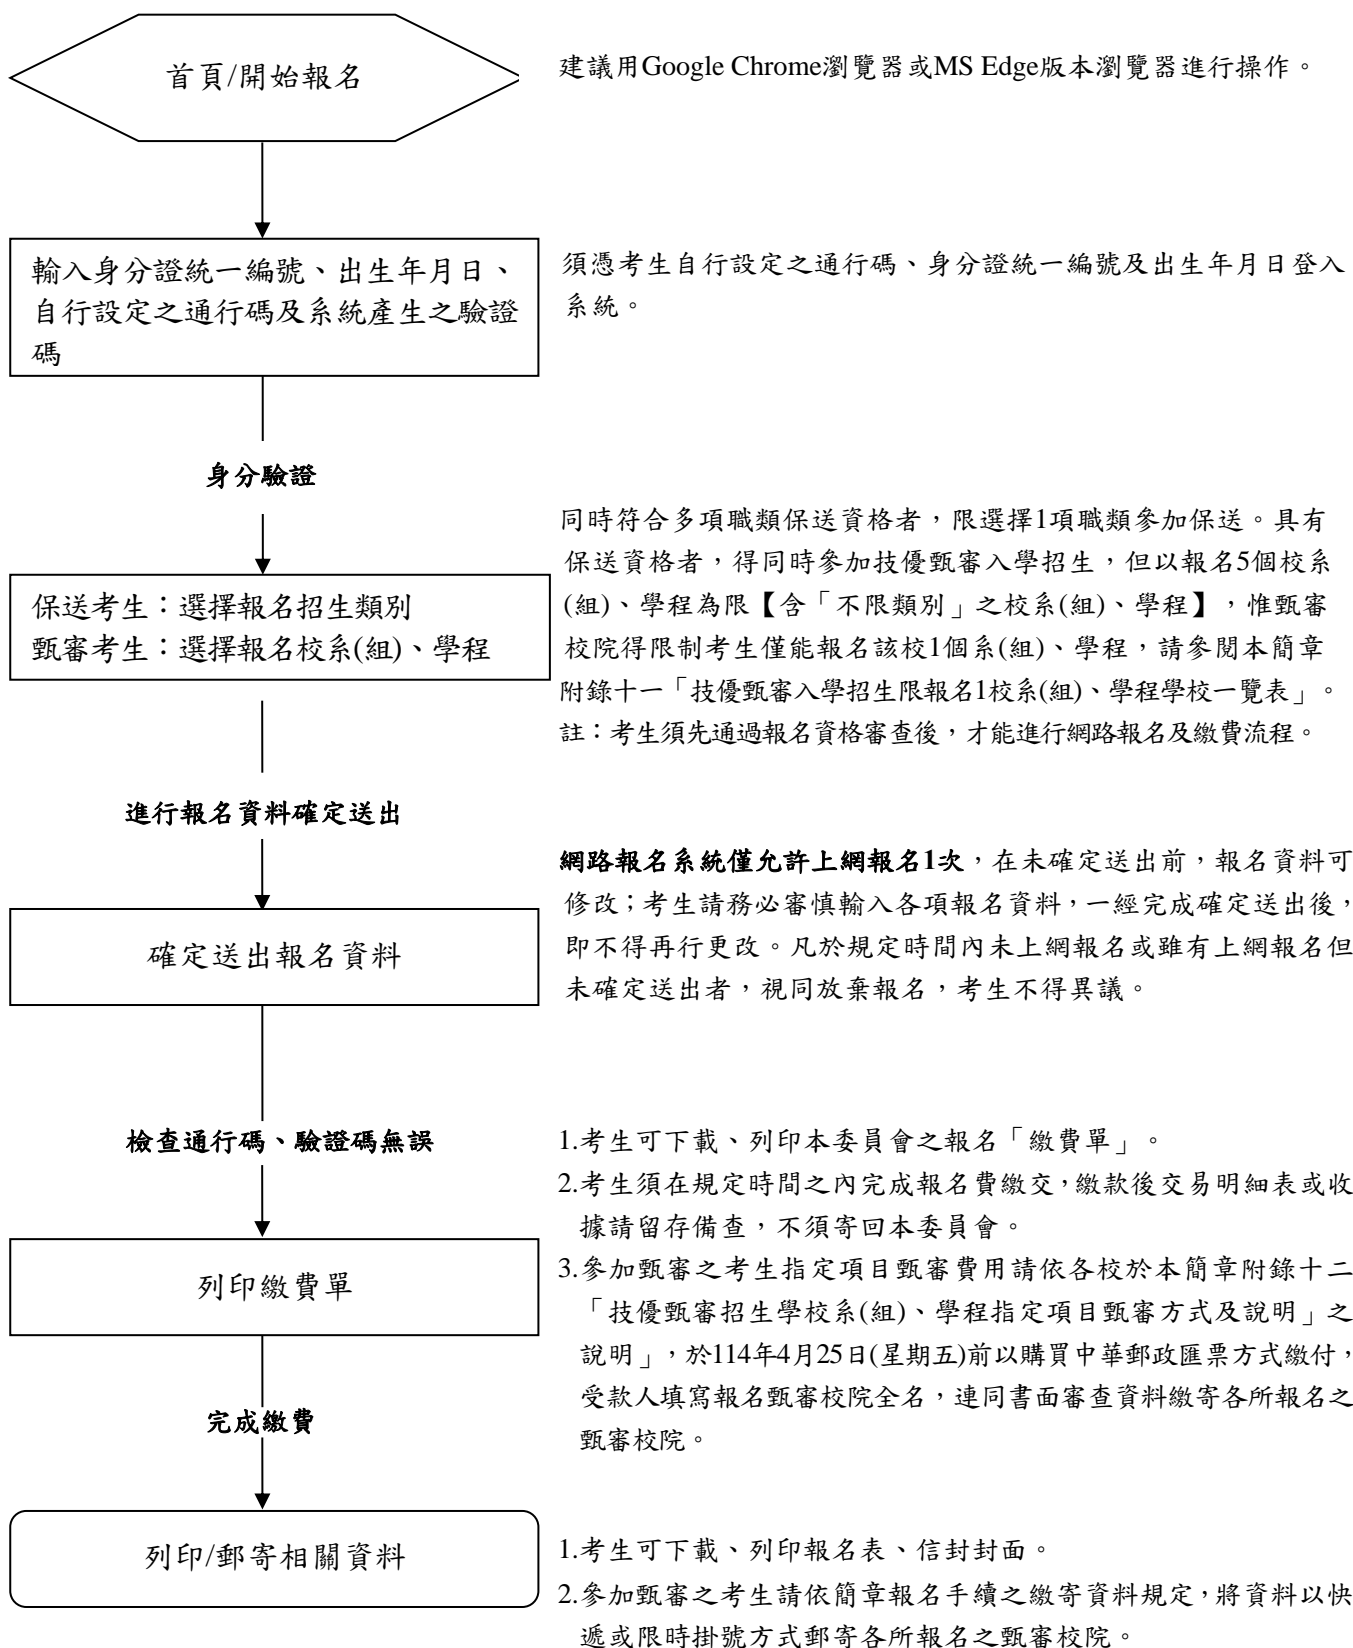 首頁/開始報名
建議用Google Chrome瀏覽器或MS Edge版本瀏覽器進行操作。
輸入身分證統一編號、出生年月日、
自行設定之通行碼及系統產生之驗證
碼
須憑考生自行設定之通行碼、身分證統一編號及出生年月日登入
系統。
身分驗證
保送考生：選擇報名招生類別
甄審考生：選擇報名校系(組)、學程
同時符合多項職類保送資格者，限選擇1項職類參加保送。具有
保送資格者，得同時參加技優甄審入學招生，但以報名5個校系
(組)、學程為限【含「不限類別」之校系(組)、學程】，惟甄審
校院得限制考生僅能報名該校1個系(組)、學程，請參閱本簡章
附錄十一「技優甄審入學招生限報名1校系(組)、學程學校一覽表」。
註：考生須先通過報名資格審查後，才能進行網路報名及繳費流程。
進行報名資料確定送出
確定送出報名資料
網路報名系統僅允許上網報名1次，在未確定送出前，報名資料可
修改；考生請務必審慎輸入各項報名資料，一經完成確定送出後，
即不得再行更改。凡於規定時間內未上網報名或雖有上網報名但
未確定送出者，視同放棄報名，考生不得異議。
檢查通行碼、驗證碼無誤
列印繳費單
1.考生可下載、列印本委員會之報名「繳費單」。
2.考生須在規定時間之內完成報名費繳交，繳款後交易明細表或收
據請留存備查，不須寄回本委員會。
3.參加甄審之考生指定項目甄審費用請依各校於本簡章附錄十二
「技優甄審招生學校系(組)、學程指定項目甄審方式及說明」之
說明」，於114年4月25日(星期五)前以購買中華郵政匯票方式繳付，
受款人填寫報名甄審校院全名，連同書面審查資料繳寄各所報名之
甄審校院。
完成繳費
列印/郵寄相關資料
1.考生可下載、列印報名表、信封封面。
2.參加甄審之考生請依簡章報名手續之繳寄資料規定，將資料以快
遞或限時掛號方式郵寄各所報名之甄審校院。